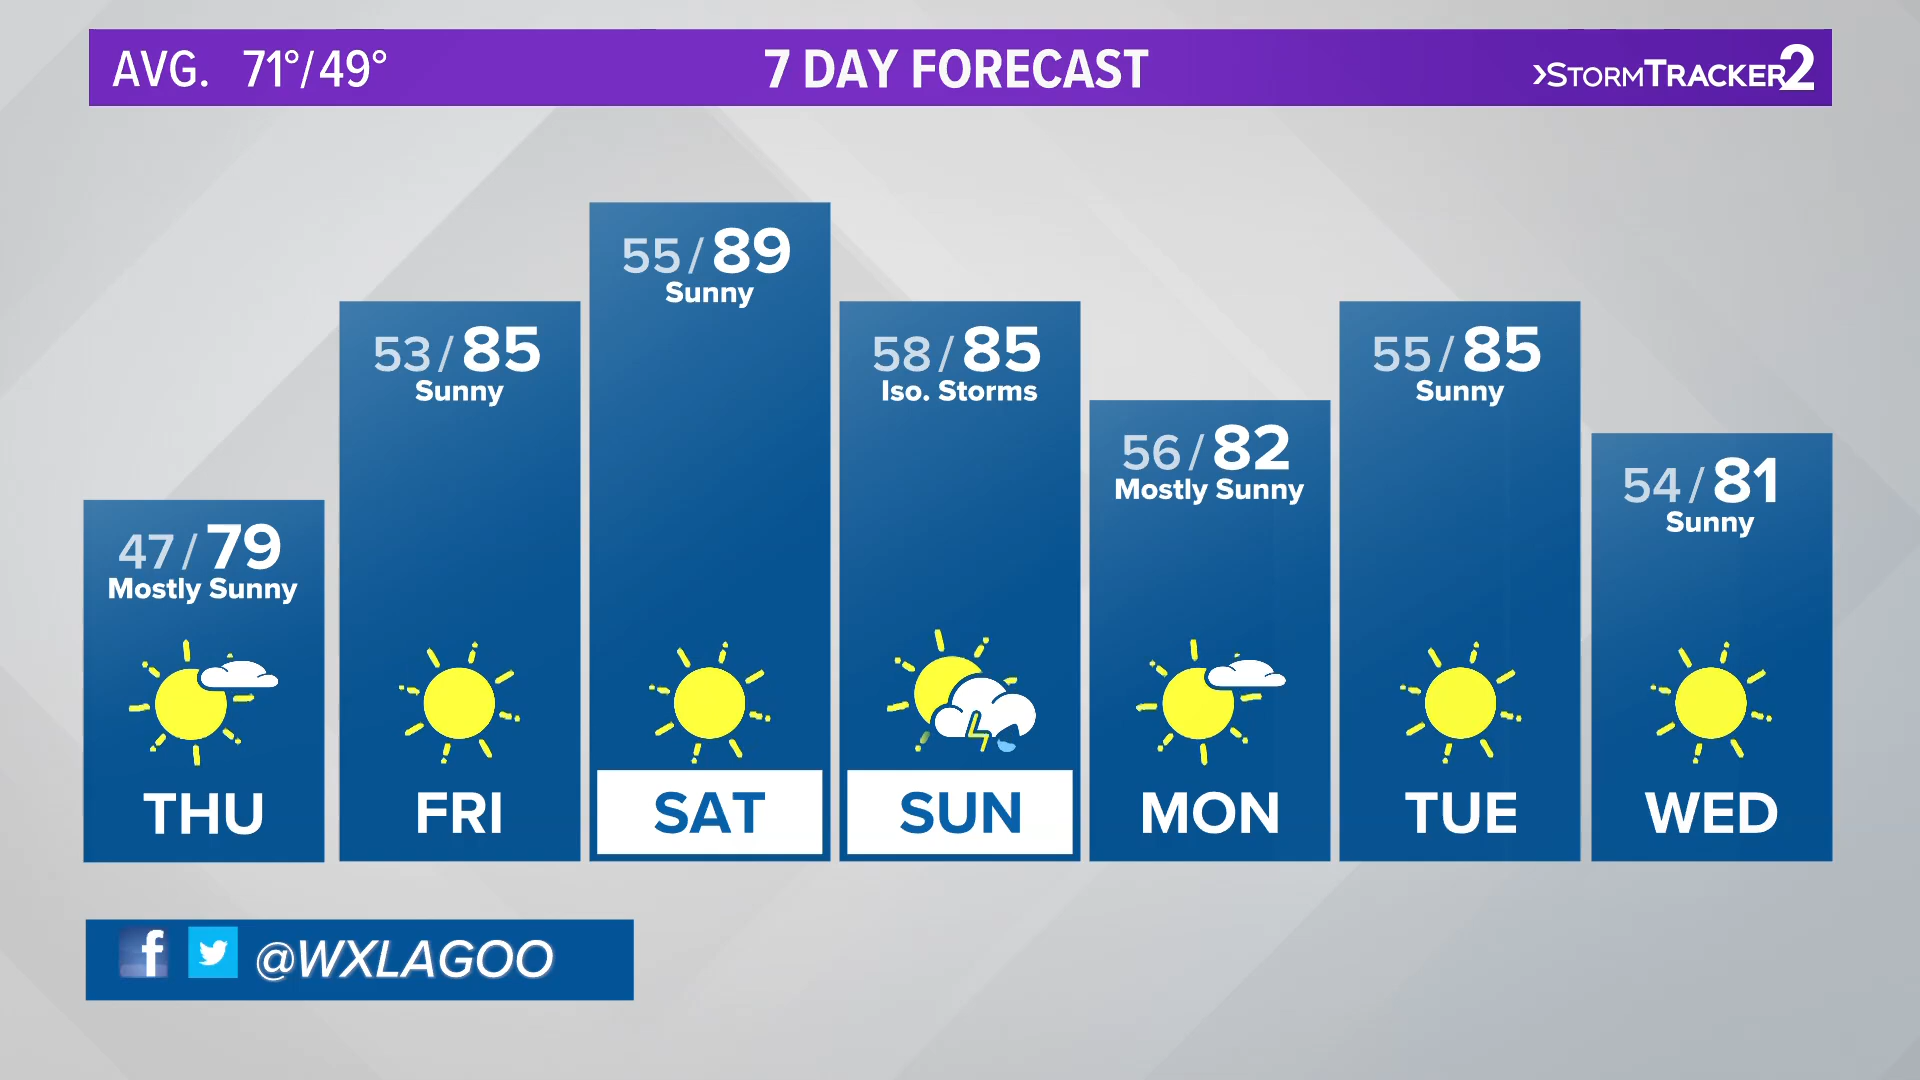 AVG. 71°/49°
7 DAY FORECAST
›STORMTRACKER2
47/79
Mostly Sunny
THU
53/85
Sunny
FRI
55/89
Sunny
SAT
58/85
Iso. Storms
SUN
56/82
Mostly Sunny
MON
55/85
Sunny
TUE
54/81
Sunny
WED
f @WXLAGOO